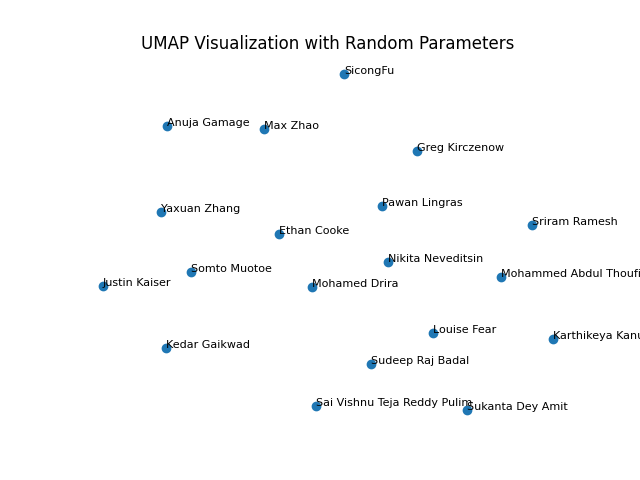 UMAP Visualization with Random Parameters
SicongFu
Anuja Gamage
Max Zhao
Greg Kirczenow
Pawan Lingras
Yaxuan Zhang
Sriram Ramesh
Ethan Cooke
Nikita Neveditsin
Somto Muotoe
Mohammed Abdul Thoufi
Justin Kaiser
Mohamed Drira
Louise Fear
Karthikeya Kanu
Kedar Gaikwad
Sudeep Raj Badal
Sai Vishnu Teja Reddy Pulim
Sukanta Dey Amit